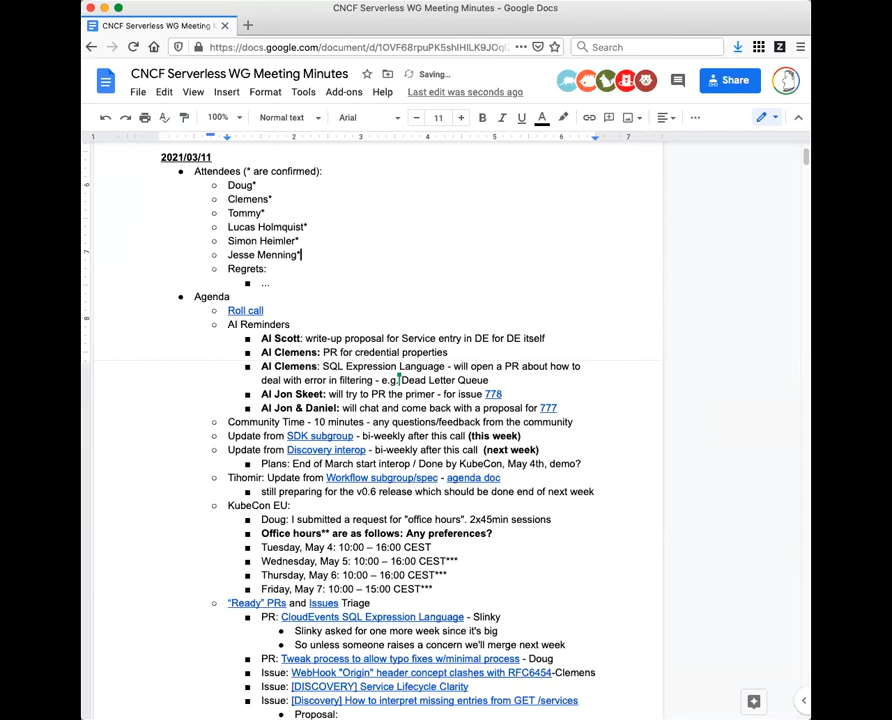 CNCF Serverless WG Meeting Minutes - Google Docs
CNCF Serverless WG Meeting
https://docs.google.com/document/d/1OVF68rpuPK5shIHILK9JOql
Search
CNCF Serverless WG Meeting Minutes
Saving...
Share
File Edit View Insert Format Tools Add-ons Help Last edit was seconds ago
100% Normal text Arial 11 B I U A
1 2 3 4 5 6 7
2021/03/11
Attendees (* are confirmed):
Doug*
Clemens*
Tommy*
Lucas Holmquist*
Simon Heimler*
Jesse Menning*
Regrets:
...
Agenda
Roll call
AI Reminders
AI Scott: write-up proposal for Service entry in DE for DE itself
AI Clemens: PR for credential properties
AI Clemens: SQL Expression Language - will open a PR about how to
deal with error in filtering - e.g. Dead Letter Queue
AI Jon Skeet: will try to PR the primer - for issue 778
AI Jon & Daniel: will chat and come back with a proposal for 777
Community Time - 10 minutes - any questions/feedback from the community
Update from SDK subgroup - bi-weekly after this call (this week)
Update from Discovery interop - bi-weekly after this call (next week)
Plans: End of March start interop / Done by KubeCon, May 4th, demo?
Tihomir: Update from Workflow subgroup/spec - agenda doc
still preparing for the v0.6 release which should be done end of next week
KubeCon EU:
Doug: I submitted a request for "office hours". 2x45min sessions
Office hours** are as follows: Any preferences?
Tuesday, May 4: 10:00 – 16:00 CEST
Wednesday, May 5: 10:00 – 16:00 CEST***
Thursday, May 6: 10:00 – 16:00 CEST***
Friday, May 7: 10:00 – 15:00 CEST***
"Ready" PRs and Issues Triage
PR: CloudEvents SQL Expression Language - Slinky
Slinky asked for one more week since it's big
So unless someone raises a concern we'll merge next week
PR: Tweak process to allow typo fixes w/minimal process - Doug
Issue: WebHook "Origin" header concept clashes with RFC6454-Clemens
Issue: [DISCOVERY] Service Lifecycle Clarity
Issue: [Discovery] How to interpret missing entries from GET /services
Proposal: